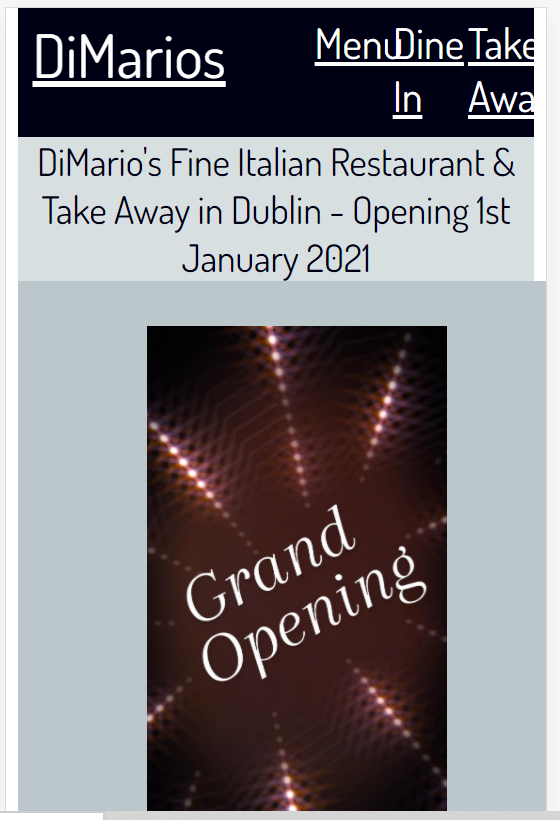 DiMarios
Menu Dine Take
In Awa
DiMario's Fine Italian Restaurant &
Take Away in Dublin - Opening 1st
January 2021
Grand
Opening